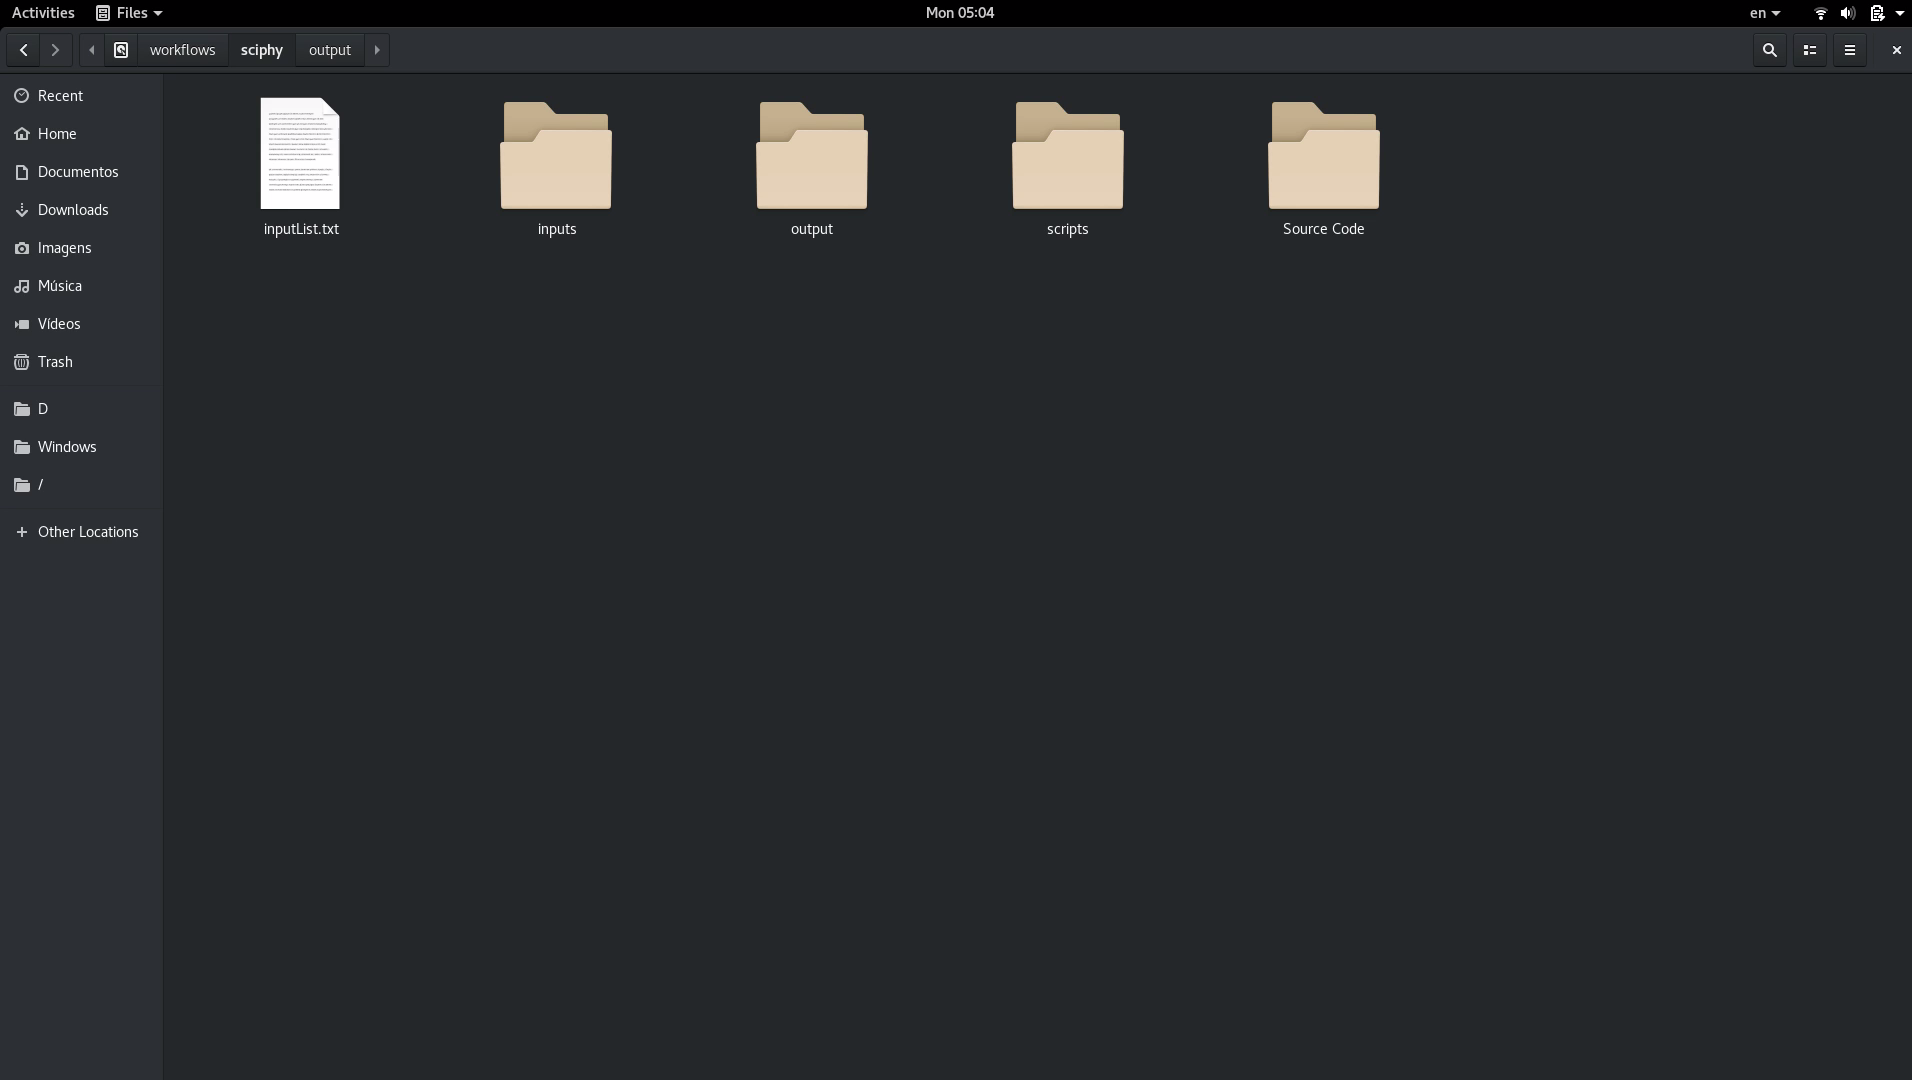 Activities Files Mon 05:04 en
workflows sciphy output
Recent
Home
Documentos
Downloads
Imagens
Música
Vídeos
Trash
D
Windows
/
Other Locations
inputList.txt inputs output scripts Source Code